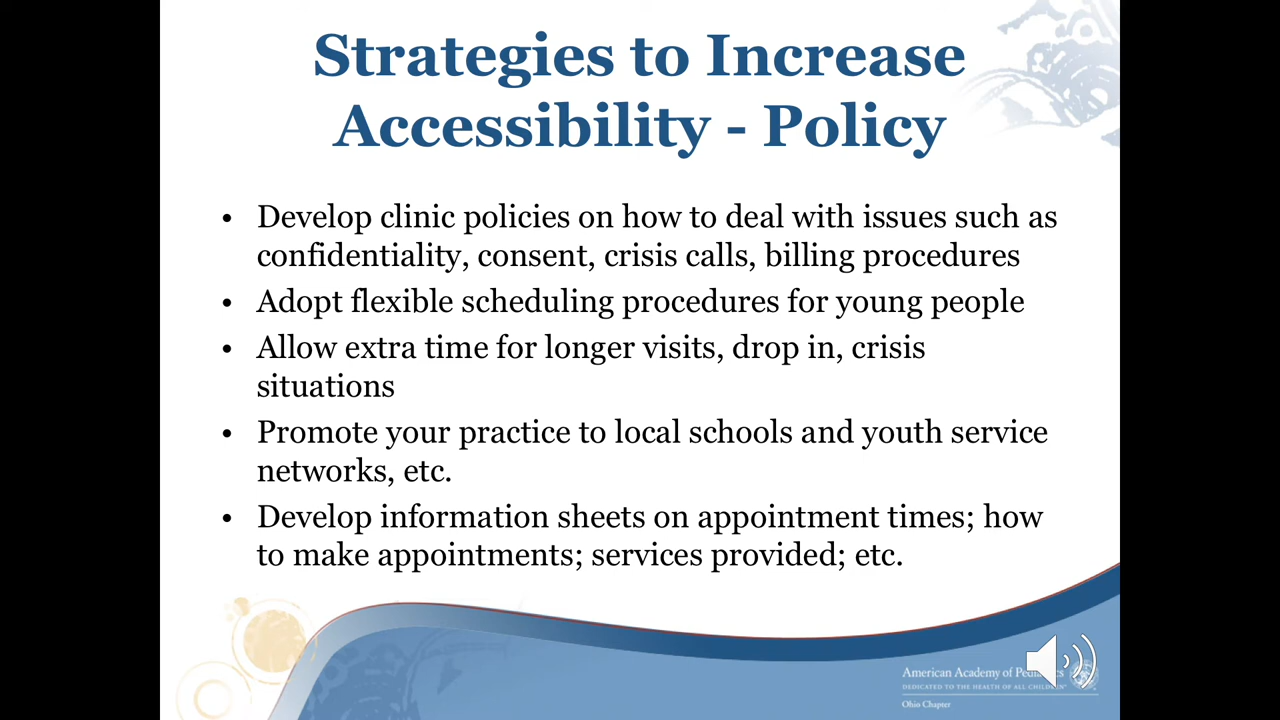 Strategies to Increase
Accessibility - Policy
• Develop clinic policies on how to deal with issues such as
confidentiality, consent, crisis calls, billing procedures
• Adopt flexible scheduling procedures for young people
• Allow extra time for longer visits, drop in, crisis
situations
• Promote your practice to local schools and youth service
networks, etc.
• Develop information sheets on appointment times; how
to make appointments; services provided; etc.
American Academy of
DEDICATED TO THE HEALTH OF ALL CHILDREN
Ohio Chapter